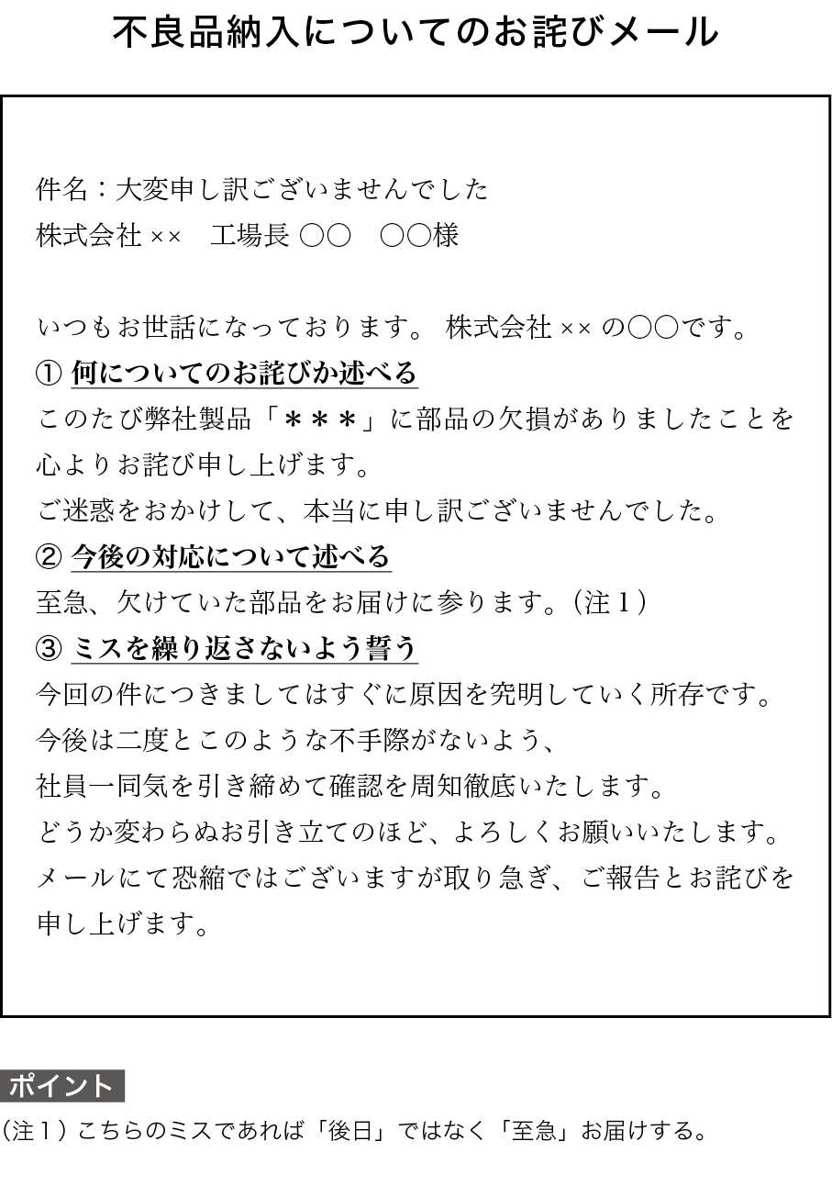 不良品納入についてのお詫びメール
件名：大変申し訳ございませんでした
株式会社 ××　工場長 〇〇　〇〇様
いつもお世話になっております。 株式会社 ×× の〇〇です。
① 何についてのお詫びか述べる
このたび弊社製品「＊＊＊」に部品の欠損がありましたことを
心よりお詫び申し上げます。
ご迷惑をおかけして、本当に申し訳ございませんでした。
② 今後の対応について述べる
至急、欠けていた部品をお届けに参ります。（注１）
③ ミスを繰り返さないよう誓う
今回の件につきましてはすぐに原因を究明していく所存です。
今後は二度とこのような不手際がないよう、
社員一同気を引き締めて確認を周知徹底いたします。
どうか変わらぬお引き立てのほど、よろしくお願いいたします。
メールにて恐縮ではございますが取り急ぎ、ご報告とお詫びを
申し上げます。
ポイント
（注１）こちらのミスであれば「後日」ではなく「至急」お届けする。